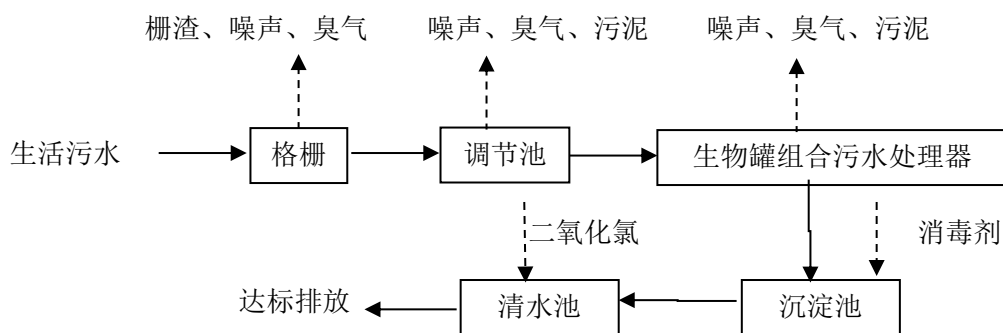 栅渣、噪声、臭气
噪声、臭气、污泥
噪声、臭气、污泥
生活污水
格栅
调节池
生物罐组合污水处理器
二氧化氯
消毒剂
达标排放
清水池
沉淀池